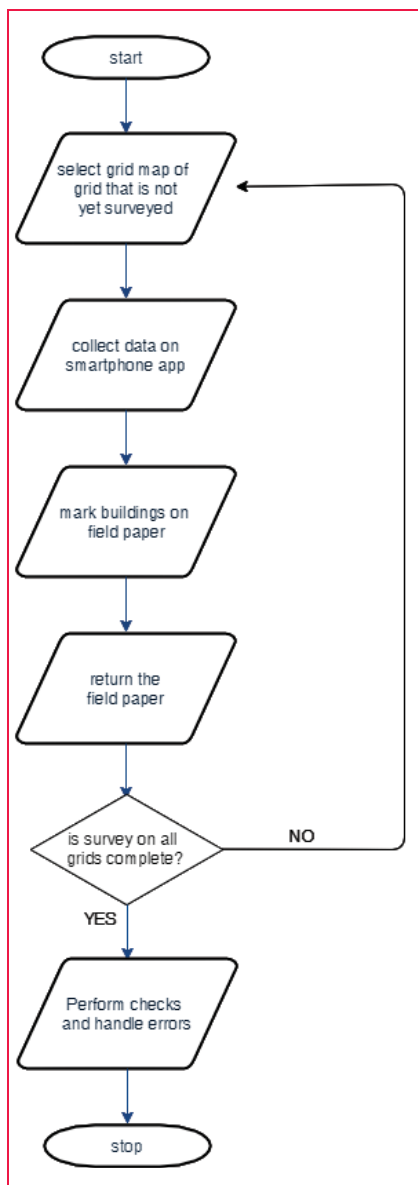 start
select grid map of
grid that is not
yet surveyed
collect data on
smartphone app
mark buildings on
field paper
return the
field paper
is survey on all
grids complete?
NO
YES
Perform checks
and handle errors
stop